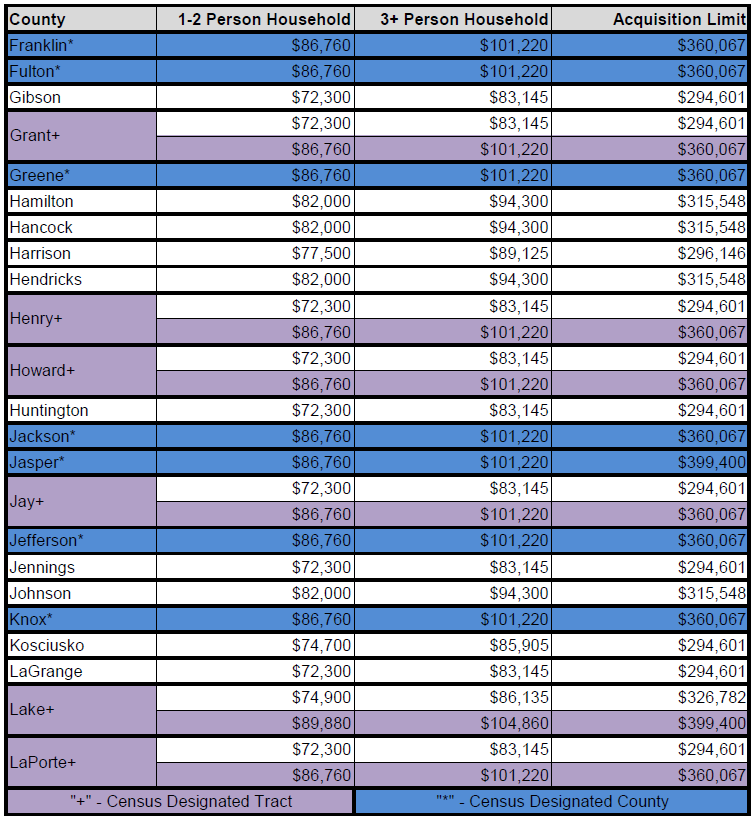 County 1-2 Person Household 3+ Person Household Acquisition Limit
Franklin* $86,760 $101,220 $360,067
Fulton* $86,760 $101,220 $360,067
Gibson $72,300 $83,145 $294,601
Grant+ $72,300 $83,145 $294,601
$86,760 $101,220 $360,067
Greene* $86,760 $101,220 $360,067
Hamilton $82,000 $94,300 $315,548
Hancock $82,000 $94,300 $315,548
Harrison $77,500 $89,125 $296,146
Hendricks $82,000 $94,300 $315,548
Henry+ $72,300 $83,145 $294,601
$86,760 $101,220 $360,067
Howard+ $72,300 $83,145 $294,601
$86,760 $101,220 $360,067
Huntington $72,300 $83,145 $294,601
Jackson* $86,760 $101,220 $360,067
Jasper* $86,760 $101,220 $399,400
Jay+ $72,300 $83,145 $294,601
$86,760 $101,220 $360,067
Jefferson* $86,760 $101,220 $360,067
Jennings $72,300 $83,145 $294,601
Johnson $82,000 $94,300 $315,548
Knox* $86,760 $101,220 $360,067
Kosciusko $74,700 $85,905 $294,601
LaGrange $72,300 $83,145 $294,601
Lake+ $74,900 $86,135 $326,782
$89,880 $104,860 $399,400
LaPorte+ $72,300 $83,145 $294,601
$86,760 $101,220 $360,067
"+" - Census Designated Tract "*" - Census Designated County